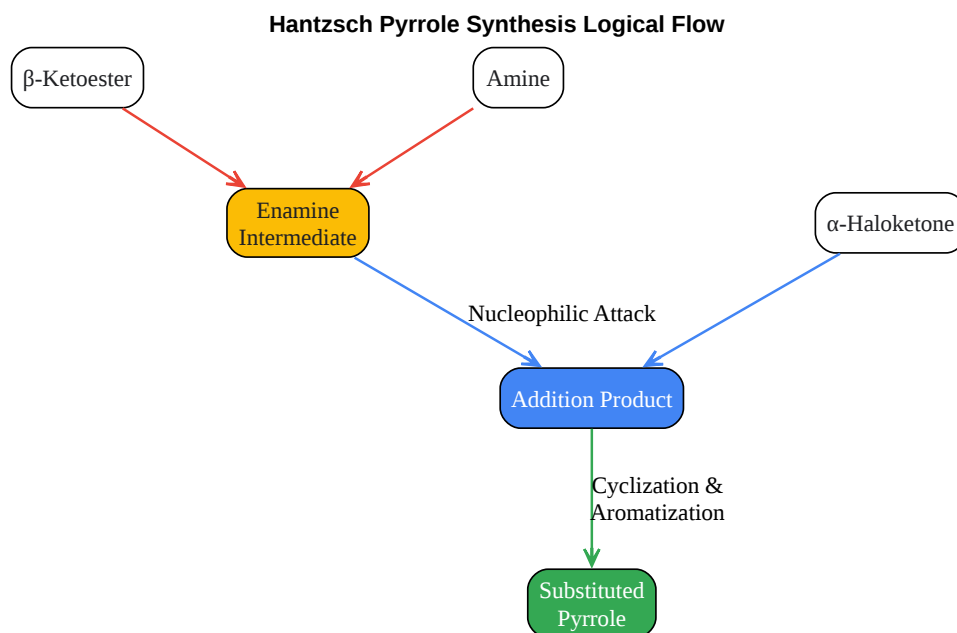 Hantzsch Pyrrole Synthesis Logical Flow
β-Ketoester
Amine
Enamine
Intermediate
α-Haloketone
Nucleophilic Attack
Addition Product
Cyclization &
Aromatization
Substituted
Pyrrole